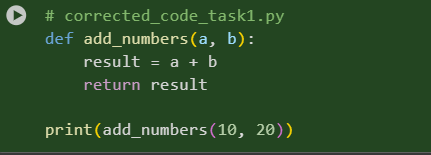 # corrected_code_task1.py
def add_numbers(a, b):
    result = a + b
    return result

print(add_numbers(10, 20))